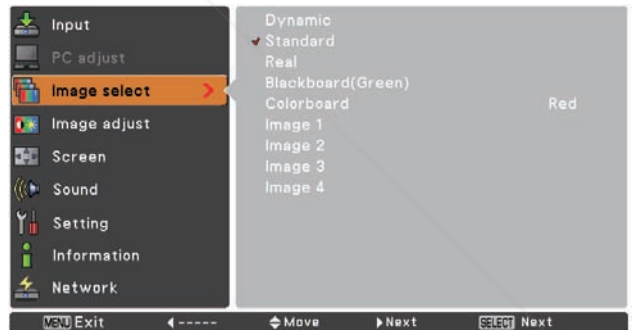 Input
PC adjust
Image select
Image adjust
Screen
Sound
Setting
Information
Network
Dynamic
Standard
Real
Blackboard(Green)
Colorboard Red
Image 1
Image 2
Image 3
Image 4
MENU Exit ◀----- ◆Move ▶Next SELECT Next